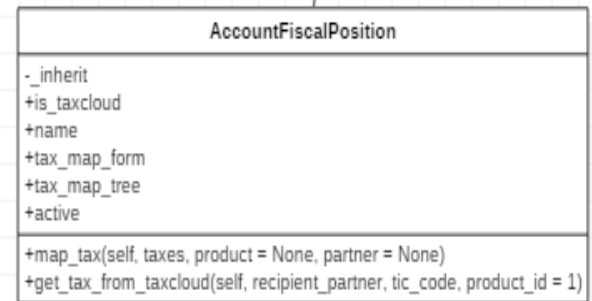 AccountFiscalPosition
-_inherit
+is_taxcloud
+name
+tax_map_form
+tax_map_tree
+active
+map_tax(self, taxes, product = None, partner = None)
+get_tax_from_taxcloud(self, recipient_partner, tic_code, product_id = 1)